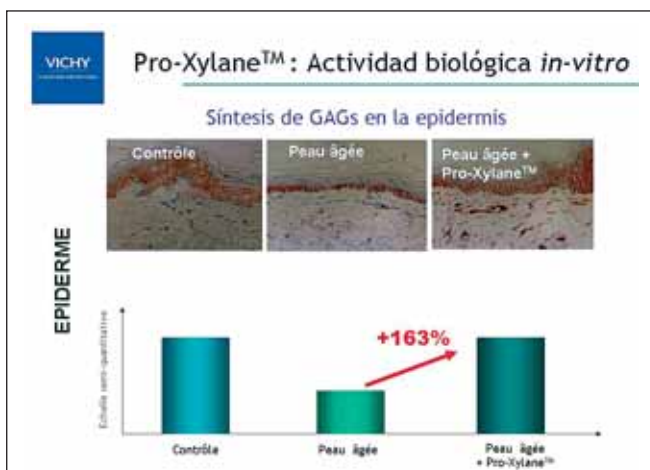 VICHY
Pro-Xylane™ : Actividad biológica in-vitro
Síntesis de GAGs en la epidermis
Contrôle
Peau âgée
Peau âgée +
Pro-Xylane™
EPIDERME
Echelle semi-quantitative
+163%
Contrôle
Peau âgée
Peau âgée
+ Pro-Xylane™